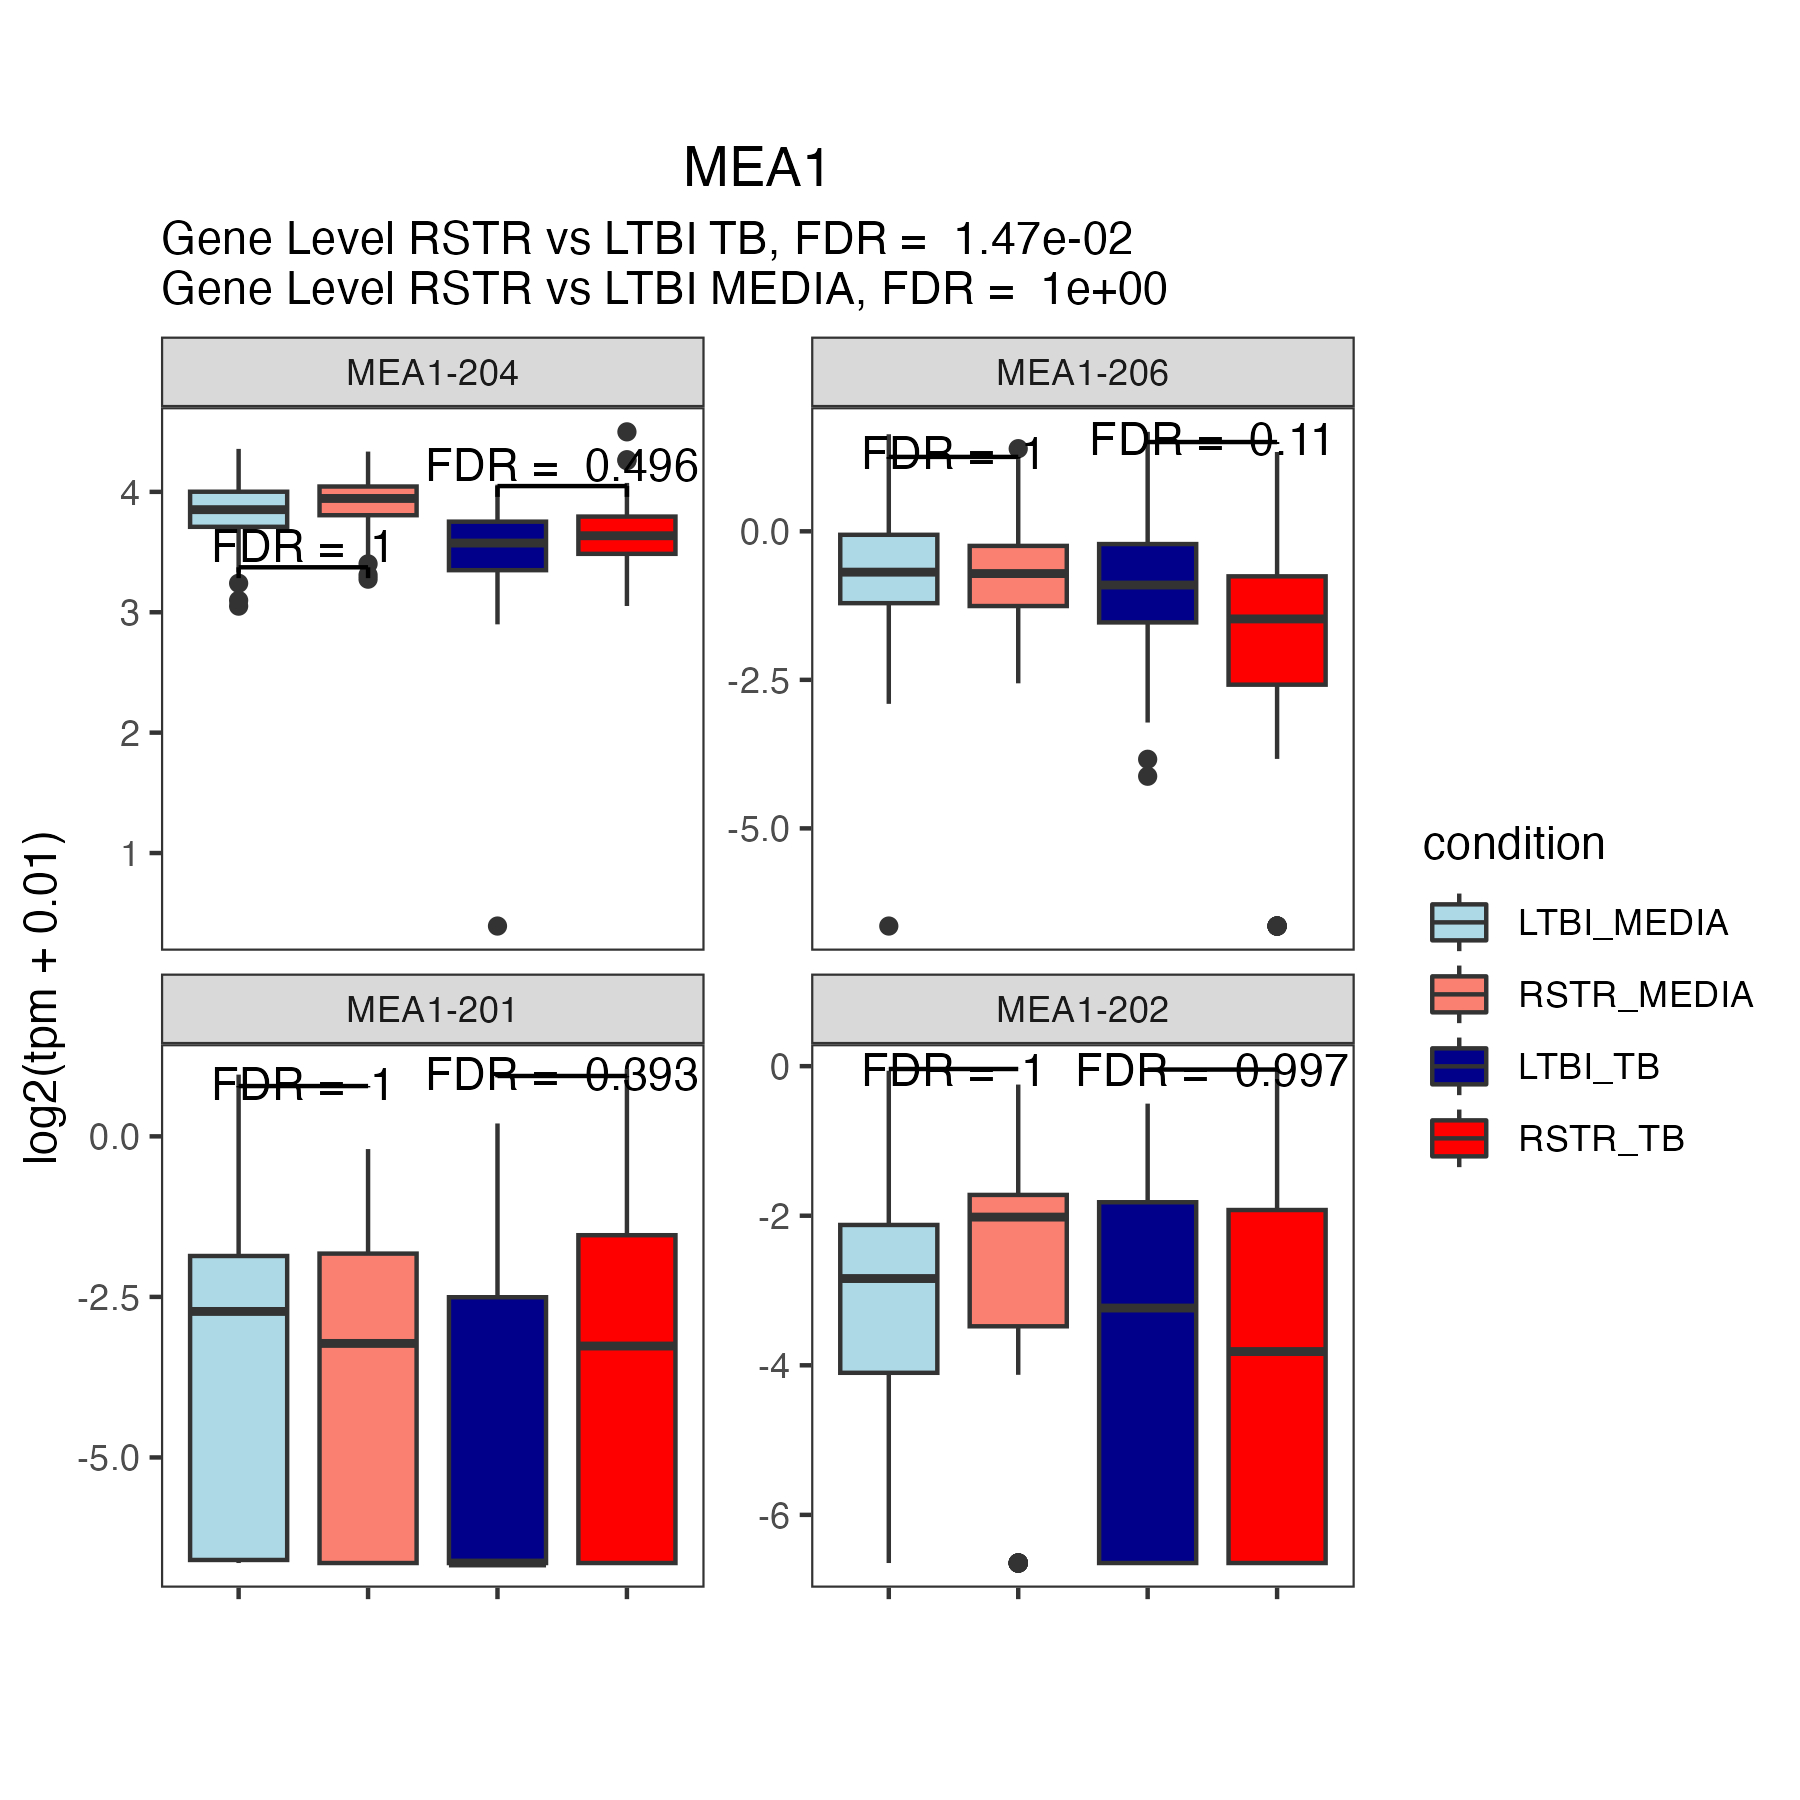 MEA1
Gene Level RSTR vs LTBI TB, FDR =  1.47e-02
Gene Level RSTR vs LTBI MEDIA, FDR =  1e+00
MEA1-204
FDR =  1
FDR =  0.496
4
3
2
1
MEA1-206
FDR =  1
FDR =  0.11
0.0
-2.5
-5.0
MEA1-201
FDR =  1
FDR =  0.393
0.0
-2.5
-5.0
MEA1-202
FDR =  1
FDR =  0.997
0
-2
-4
-6
log2(tpm + 0.01)
condition
LTBI_MEDIA
RSTR_MEDIA
LTBI_TB
RSTR_TB